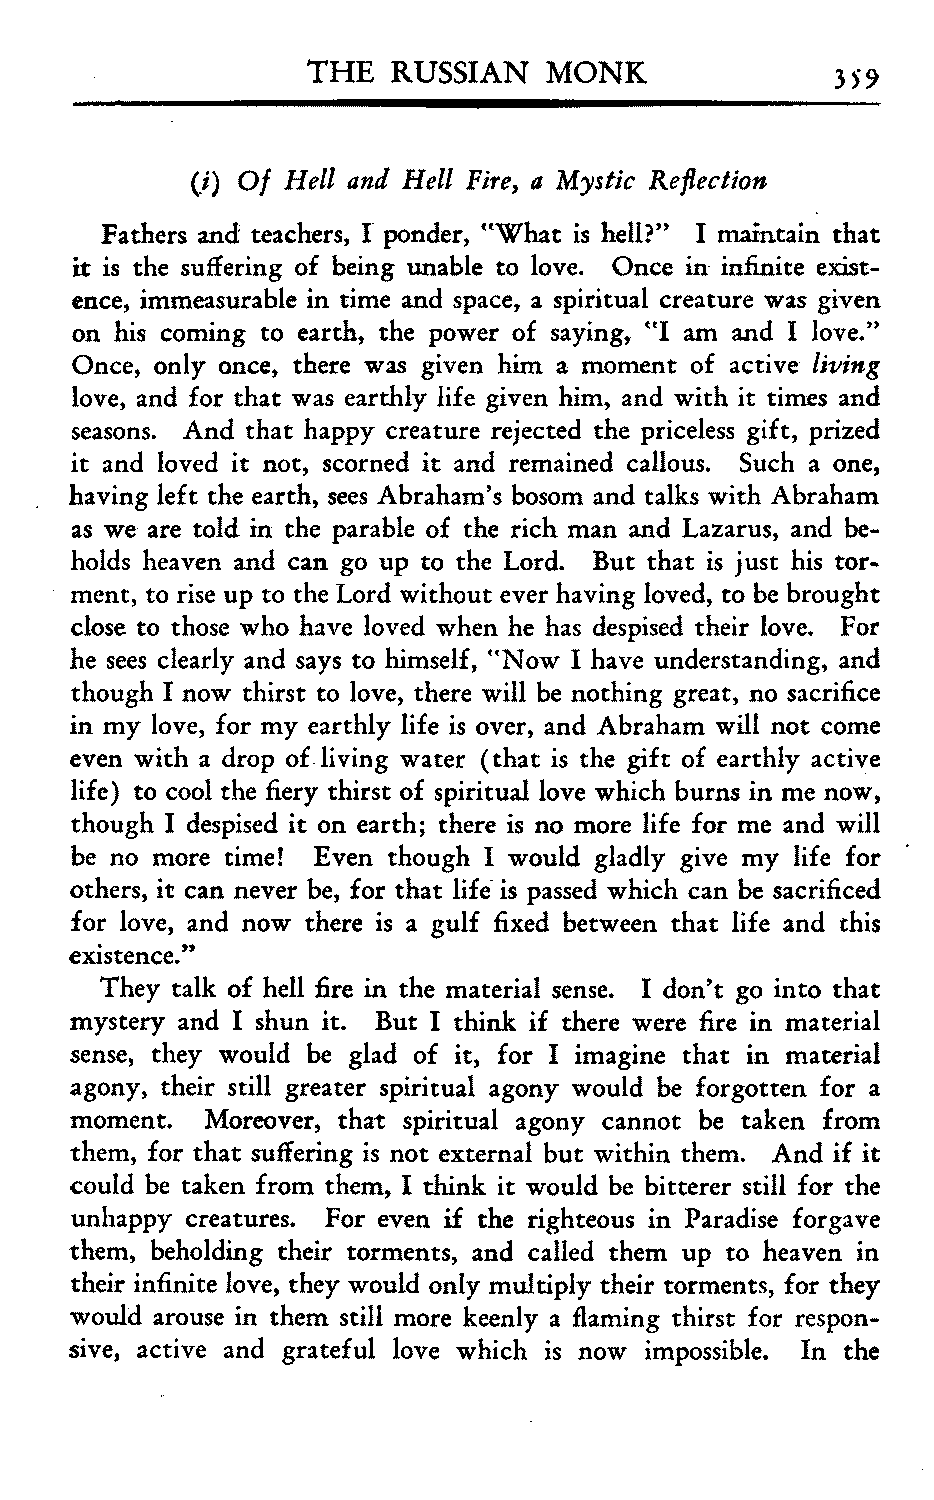 THE RUSSIAN MONK 359
(i) Of Hell and Hell Fire, a Mystic Reflection
Fathers and teachers, I ponder, "What is hell?" I maintain that
it is the suffering of being unable to love. Once in infinite exist-
ence, immeasurable in time and space, a spiritual creature was given
on his coming to earth, the power of saying, "I am and I love."
Once, only once, there was given him a moment of active living
love, and for that was earthly life given him, and with it times and
seasons. And that happy creature rejected the priceless gift, prized
it and loved it not, scorned it and remained callous. Such a one,
having left the earth, sees Abraham's bosom and talks with Abraham
as we are told in the parable of the rich man and Lazarus, and be-
holds heaven and can go up to the Lord. But that is just his tor-
ment, to rise up to the Lord without ever having loved, to be brought
close to those who have loved when he has despised their love. For
he sees clearly and says to himself, "Now I have understanding, and
though I now thirst to love, there will be nothing great, no sacrifice
in my love, for my earthly life is over, and Abraham will not come
even with a drop of living water (that is the gift of earthly active
life) to cool the fiery thirst of spiritual love which burns in me now,
though I despised it on earth; there is no more life for me and will
be no more time! Even though I would gladly give my life for
others, it can never be, for that life is passed which can be sacrificed
for love, and now there is a gulf fixed between that life and this
existence."
They talk of hell fire in the material sense. I don't go into that
mystery and I shun it. But I think if there were fire in material
sense, they would be glad of it, for I imagine that in material
agony, their still greater spiritual agony would be forgotten for a
moment. Moreover, that spiritual agony cannot be taken from
them, for that suffering is not external but within them. And if it
could be taken from them, I think it would be bitterer still for the
unhappy creatures. For even if the righteous in Paradise forgave
them, beholding their torments, and called them up to heaven in
their infinite love, they would only multiply their torments, for they
would arouse in them still more keenly a flaming thirst for respon-
sive, active and grateful love which is now impossible. In the